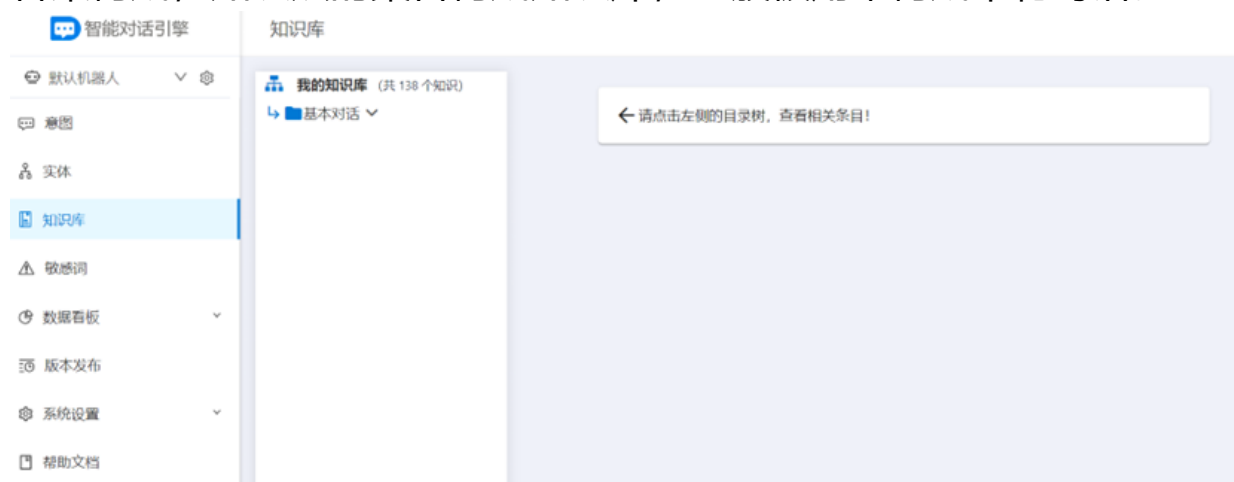 智能对话引擎
知识库
默认机器人
意图
实体
知识库
敏感词
数据看板
版本发布
系统设置
帮助文档
我的知识库 (共 138 个知识)
基本对话
请点击左侧的目录树，查看相关条目！